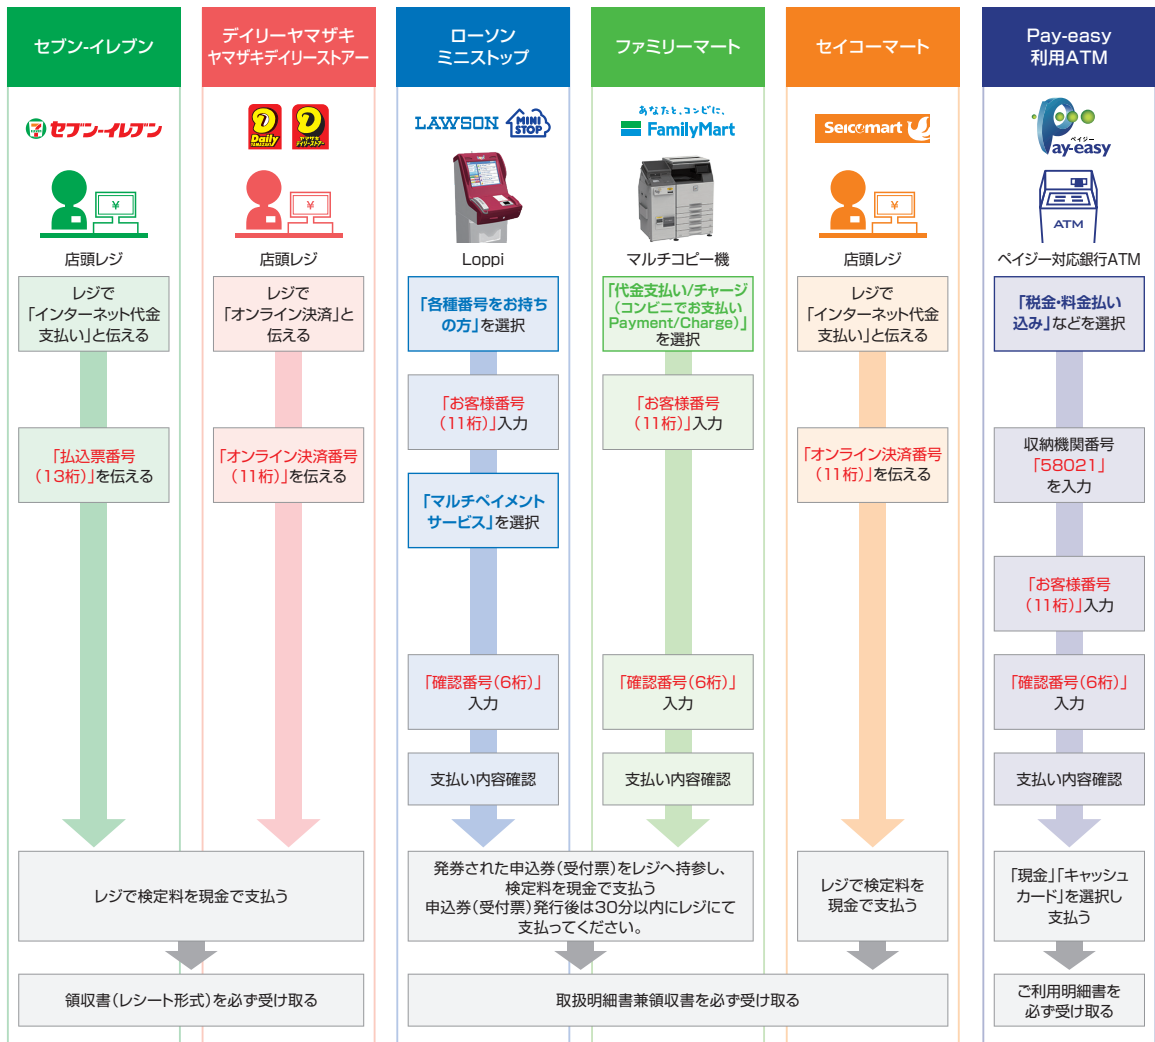 セブン-イレブン
セブン-イレブン
店頭レジ
レジで
「インターネット代金
支払い」と伝える
「払込票番号
(13桁)」を伝える
デイリーヤマザキ
ヤマザキデイリーストアー
Daily
YAMAZAKI
ヤマザキ
デイリーストアー
店頭レジ
レジで
「オンライン決済」と
伝える
「オンライン決済番号
(11桁)」を伝える
レジで検定料を現金で支払う
領収書(レシート形式)を必ず受け取る
ローソン
ミニストップ
LAWSON
MINI
STOP
Loppi
「各種番号をお持ち
の方」を選択
「お客様番号
(11桁)」入力
「マルチペイメント
サービス」を選択
「確認番号(6桁)」
入力
支払い内容確認
ファミリーマート
あなたと、コンビに、
FamilyMart
マルチコピー機
「代金支払い/チャージ
(コンビニでお支払い
Payment/Charge)」
を選択
「お客様番号
(11桁)」入力
「確認番号(6桁)」
入力
支払い内容確認
発券された申込券(受付票)をレジへ持参し、
検定料を現金で支払う
申込券(受付票)発行後は30分以内にレジにて
支払ってください。
セイコーマート
Seicomart
店頭レジ
レジで
「インターネット代金
支払い」と伝える
「オンライン決済番号
(11桁)」を伝える
レジで検定料を
現金で支払う
取扱明細書兼領収書を必ず受け取る
Pay-easy
利用ATM
ペイジー
Pay-easy
ATM
ペイジー対応銀行ATM
「税金・料金払い
込み」などを選択
収納機関番号
「58021」
を入力
「お客様番号
(11桁)」入力
「確認番号(6桁)」
入力
支払い内容確認
「現金」「キャッシュ
カード」を選択し
支払う
ご利用明細書を
必ず受け取る